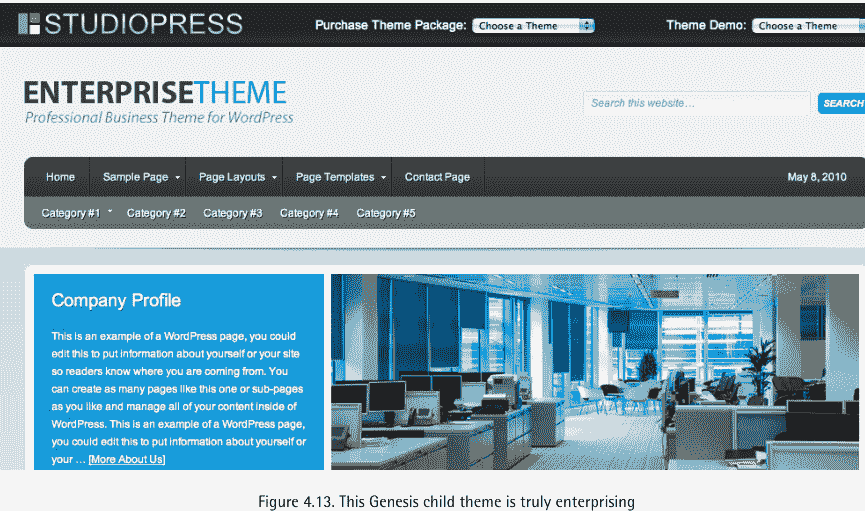 STUDIOPRESS Purchase Theme Package: Choose a Theme Theme Demo: Choose a Theme
ENTERPRISETHEME
Professional Business Theme for WordPress
Search this website... SEARCH
Home Sample Page Page Layouts Page Templates Contact Page May 8, 2010
Category #1 Category #2 Category #3 Category #4 Category #5
Company Profile
This is an example of a WordPress page, you could
edit this to put information about yourself or your site
so readers know where you are coming from. You
can create as many pages like this one or sub-pages
as you like and manage all of your content inside of
WordPress. This is an example of a WordPress page,
you could edit this to put information about yourself or
your ... [More About Us]
Figure 4.13. This Genesis child theme is truly enterprising